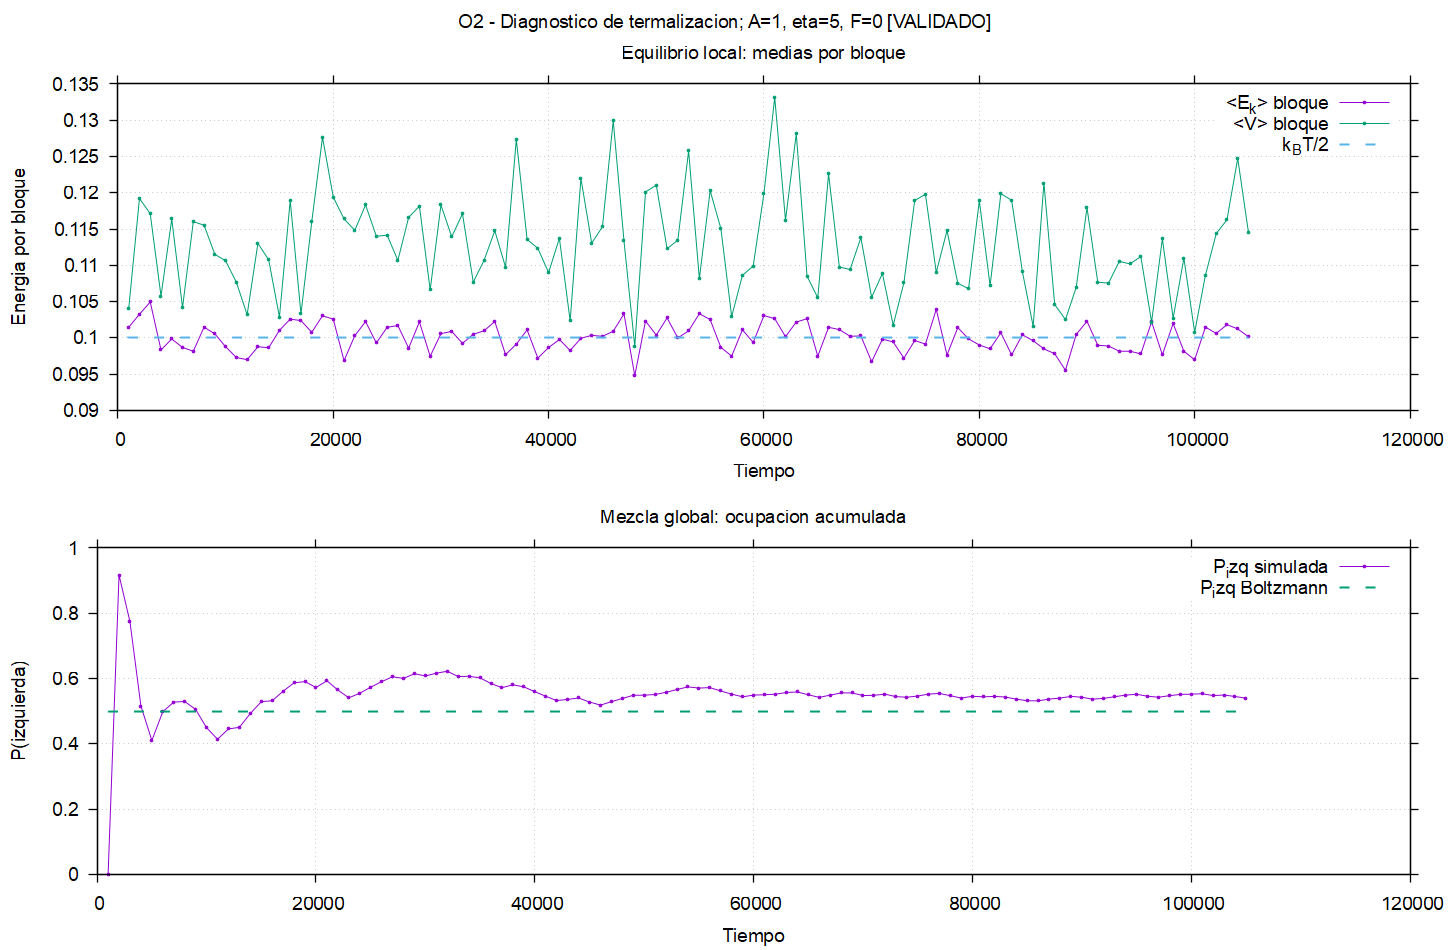 O2 - Diagnostico de termalizacion; A=1, eta=5, F=0 [VALIDADO]
Equilibrio local: medias por bloque
0.135
0.13
0.125
0.12
0.115
0.11
0.105
0.1
0.095
0.09
Energia por bloque
<Ek> bloque
<V> bloque
kBT/2
0
20000
40000
60000
80000
100000
120000
Tiempo
Mezcla global: ocupacion acumulada
1
0.8
0.6
0.4
0.2
0
P(izquierda)
Pizq simulada
Pizq Boltzmann
0
20000
40000
60000
80000
100000
120000
Tiempo